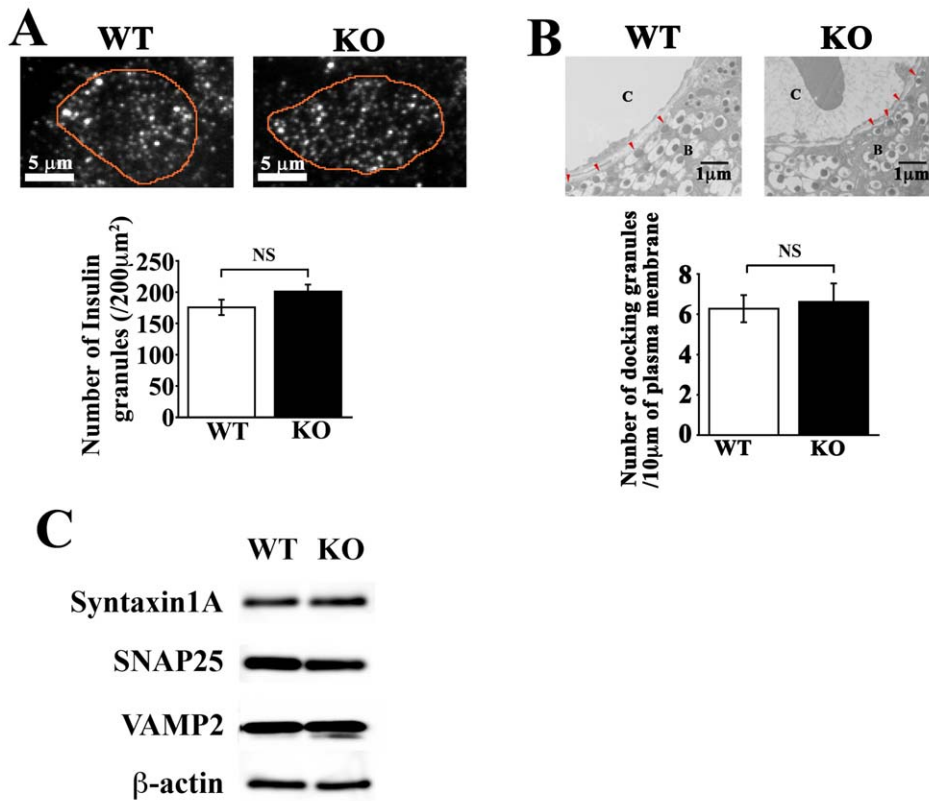 A
WT
KO
5 μm
5 μm
Number of Insulin
granules (/200μm²)
250
200
150
100
50
0
NS
WT
KO
B
WT
KO
C
B
1μm
C
B
1μm
Nunber of docking granules
/10μm of plasma membrane
8
6
4
2
0
NS
WT
KO
C
WT KO
Syntaxin1A
SNAP25
VAMP2
β-actin